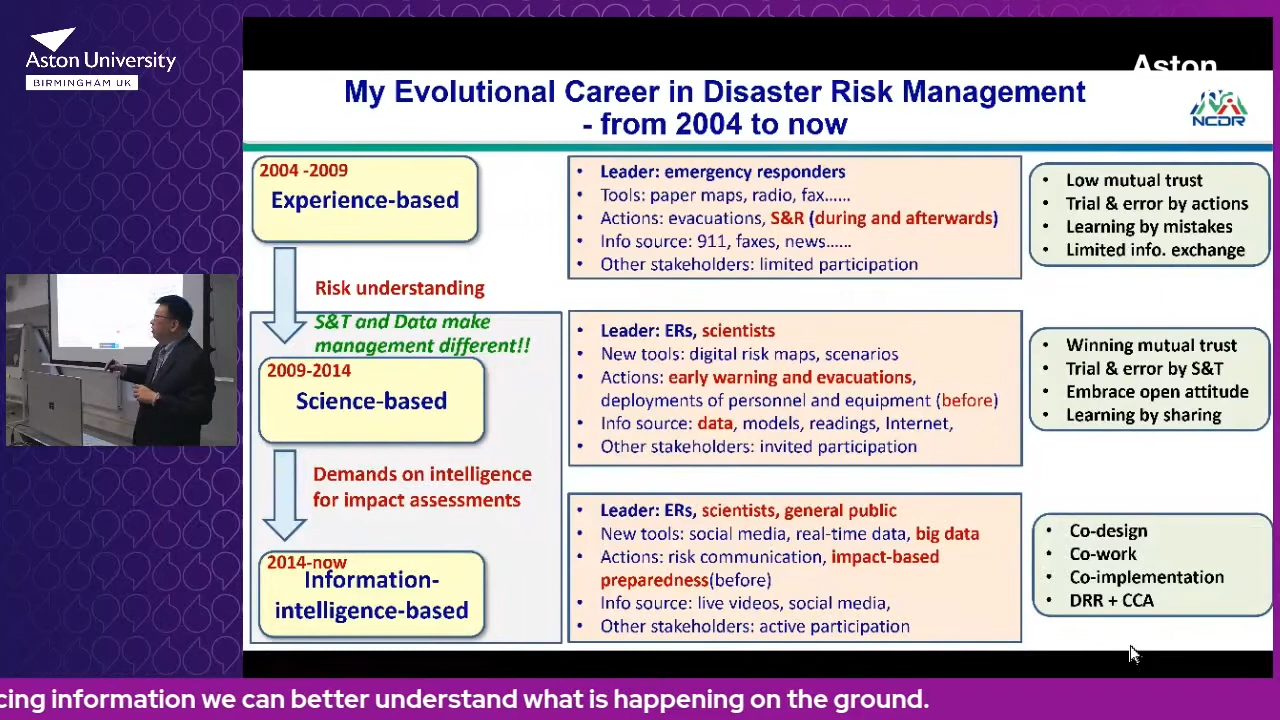 Aston University
BIRMINGHAM UK
Aston
My Evolutional Career in Disaster Risk Management
- from 2004 to now
NCDR
2004 -2009
Experience-based
• Leader: emergency responders
• Tools: paper maps, radio, fax......
• Actions: evacuations, S&R (during and afterwards)
• Info source: 911, faxes, news......
• Other stakeholders: limited participation
• Low mutual trust
• Trial & error by actions
• Learning by mistakes
• Limited info. exchange
Risk understanding
S&T and Data make
management different!!
2009-2014
Science-based
• Leader: ERs, scientists
• New tools: digital risk maps, scenarios
• Actions: early warning and evacuations,
deployments of personnel and equipment (before)
• Info source: data, models, readings, Internet,
• Other stakeholders: invited participation
• Winning mutual trust
• Trial & error by S&T
• Embrace open attitude
• Learning by sharing
Demands on intelligence
for impact assessments
2014-now
Information-
intelligence-based
• Leader: ERs, scientists, general public
• New tools: social media, real-time data, big data
• Actions: risk communication, impact-based
preparedness(before)
• Info source: live videos, social media,
• Other stakeholders: active participation
• Co-design
• Co-work
• Co-implementation
• DRR + CCA
cing information we can better understand what is happening on the ground.